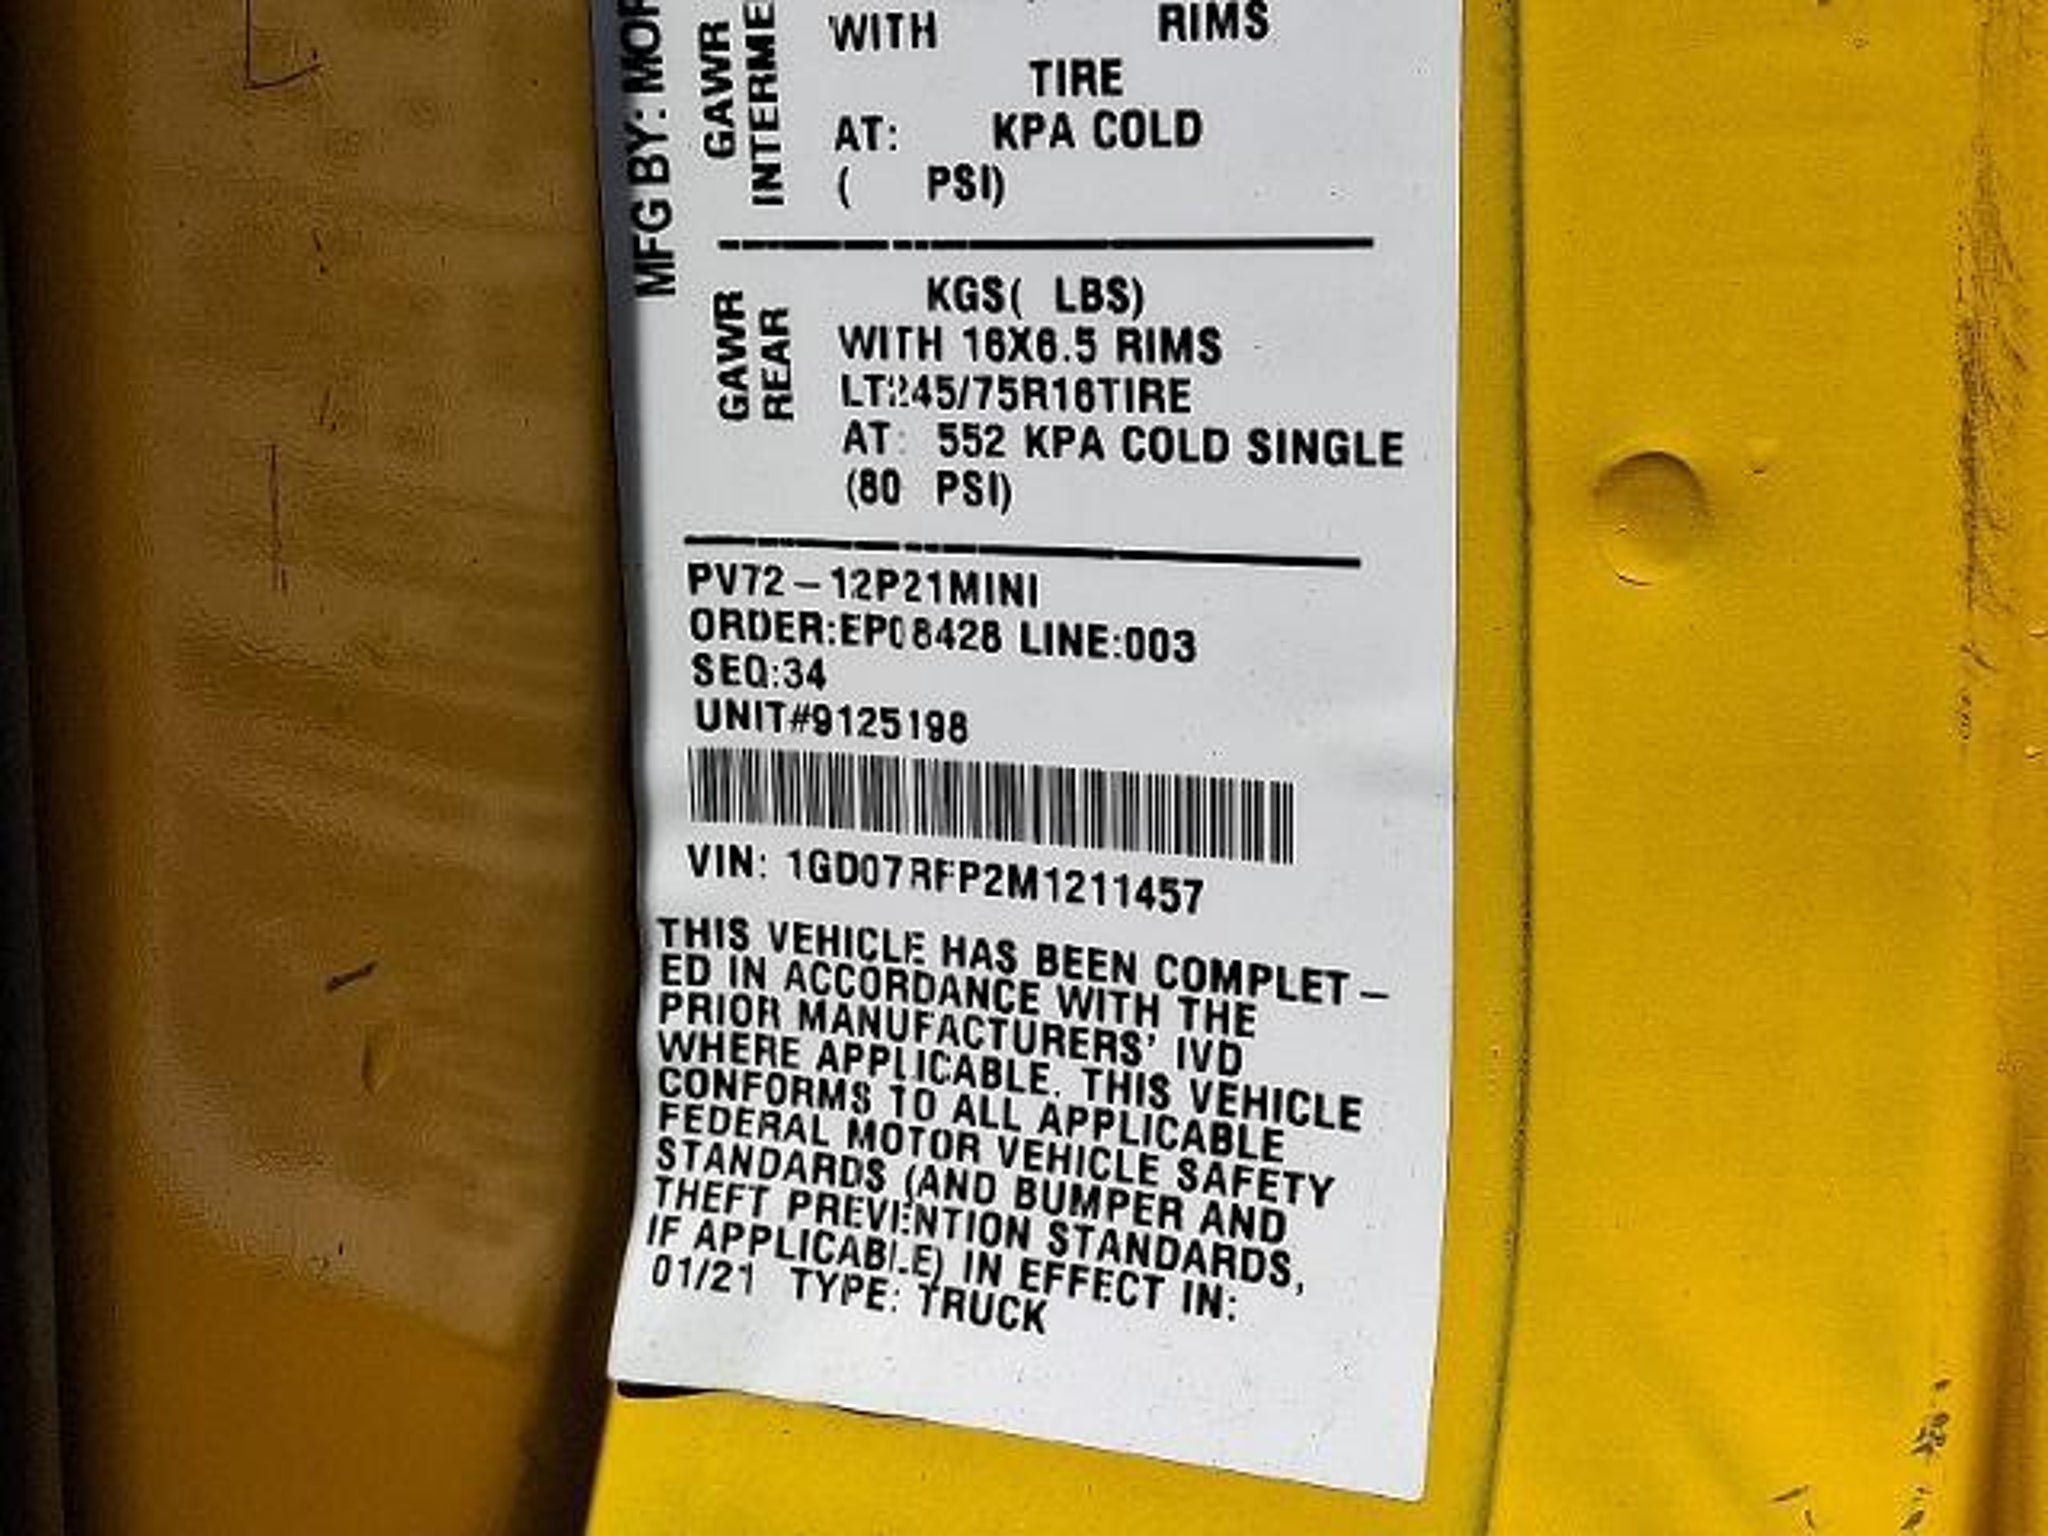 MFG BY: MOR
GAWR
INTERME
WITH RIMS
TIRE
AT: KPA COLD
( PSI)
GAWR
REAR
KGS( LBS)
WITH 16X6.5 RIMS
LT245/75R16TIRE
AT: 552 KPA COLD SINGLE
(80 PSI)
PV72-12P21MINI
ORDER:EP08428 LINE:003
SEQ:34
UNIT#9125198
VIN: 1GD07RFP2M1211457
THIS VEHICLE HAS BEEN COMPLET-
ED IN ACCORDANCE WITH THE
PRIOR MANUFACTURERS' IVD
WHERE APPLICABLE. THIS VEHICLE
CONFORMS TO ALL APPLICABLE
FEDERAL MOTOR VEHICLE SAFETY
STANDARDS (AND BUMPER AND
THEFT PREVENTION STANDARDS,
IF APPLICABLE) IN EFFECT IN:
01/21 TYPE: TRUCK